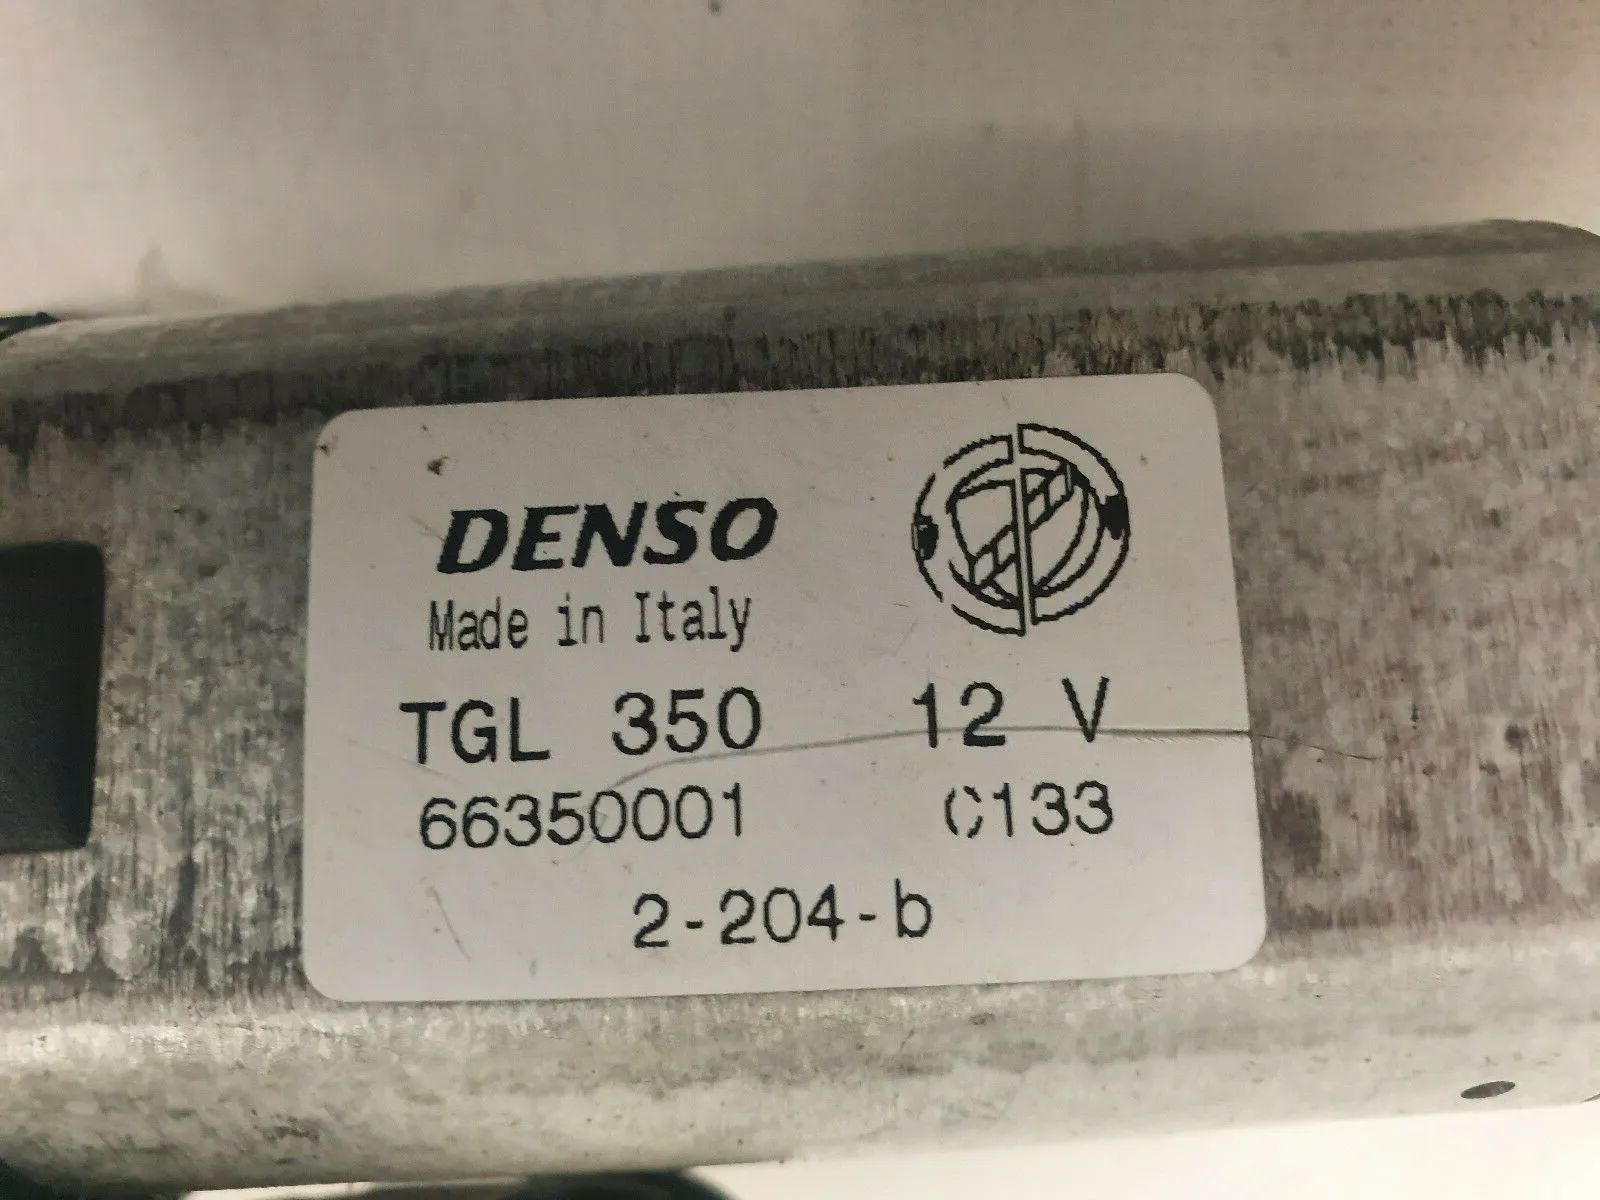 DENSO
Made in Italy
TGL 350 12 V
66350001 C133
2-204-b